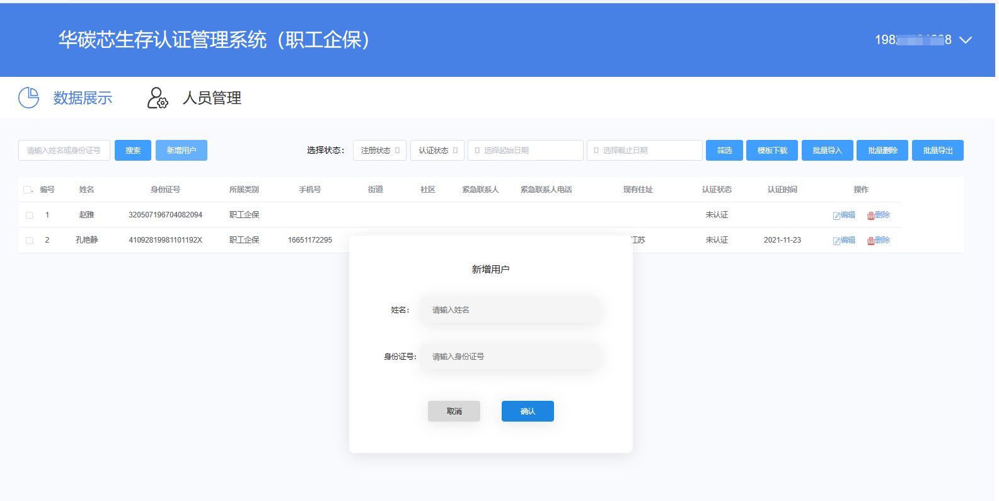 华碳芯生存认证管理系统（职工企保）
198 8
数据展示 人员管理
请输入姓名或身份证号 搜索 新增用户 选择状态： 注册状态 认证状态 选择起始日期 选择截止日期 筛选 模板下载 批量导入 批量删除 批量导出
编号 姓名 身份证号 所属类别 手机号 街道 社区 紧急联系人 紧急联系人电话 现有住址 认证状态 认证时间 操作
1 赵雅 320507196704082094 职工企保 未认证 编辑 删除
2 孔艳静 41092819981101192X 职工企保 16651172295 江苏 未认证 2021-11-23 编辑 删除
新增用户
姓名： 请输入姓名
身份证号： 请输入身份证号
取消 确认